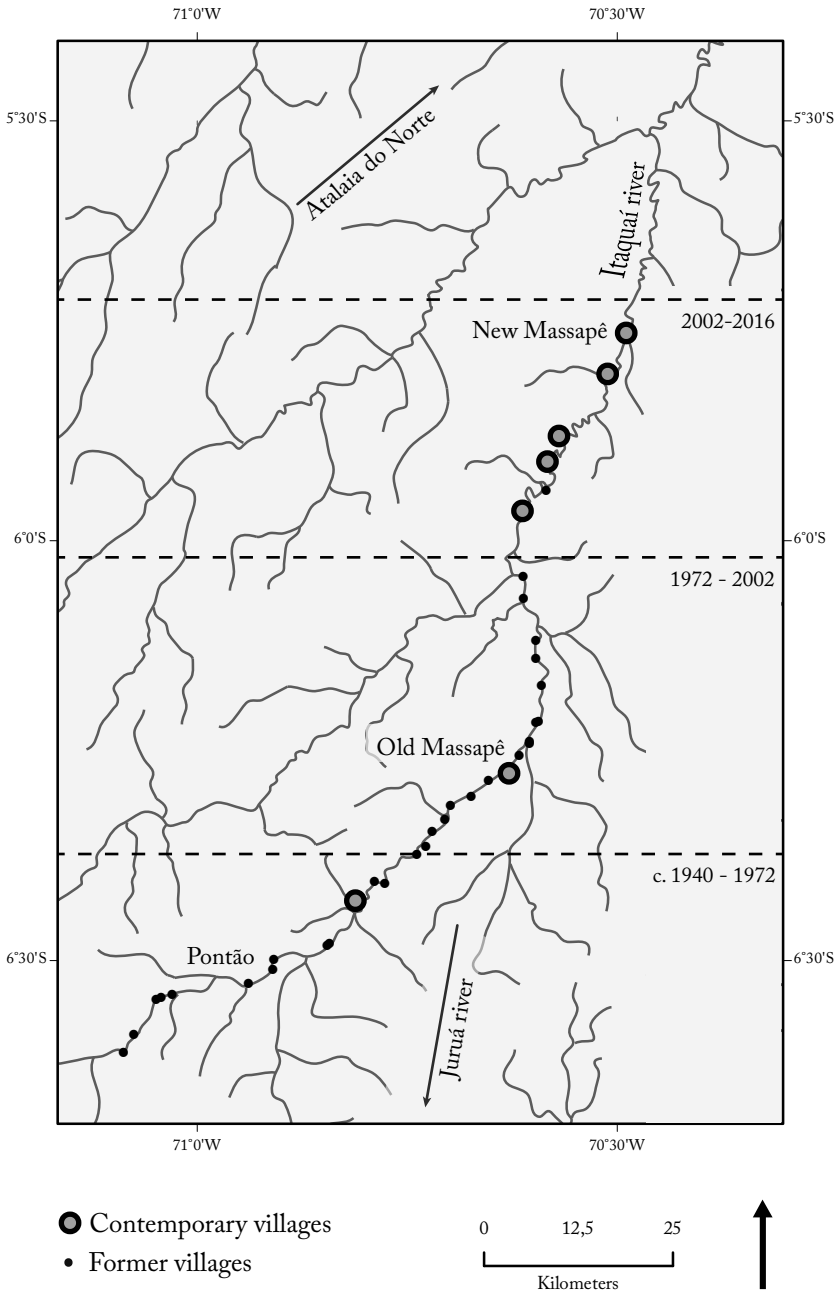 71°0'W
70°30'W
5°30'S
5°30'S
Atalaia do Norte
Itaquaí river
2002-2016
New Massapê
6°0'S
6°0'S
1972 - 2002
Old Massapê
c. 1940 - 1972
Pontão
6°30'S
6°30'S
Juruá river
71°0'W
70°30'W
Contemporary villages
Former villages
0 12,5 25
Kilometers